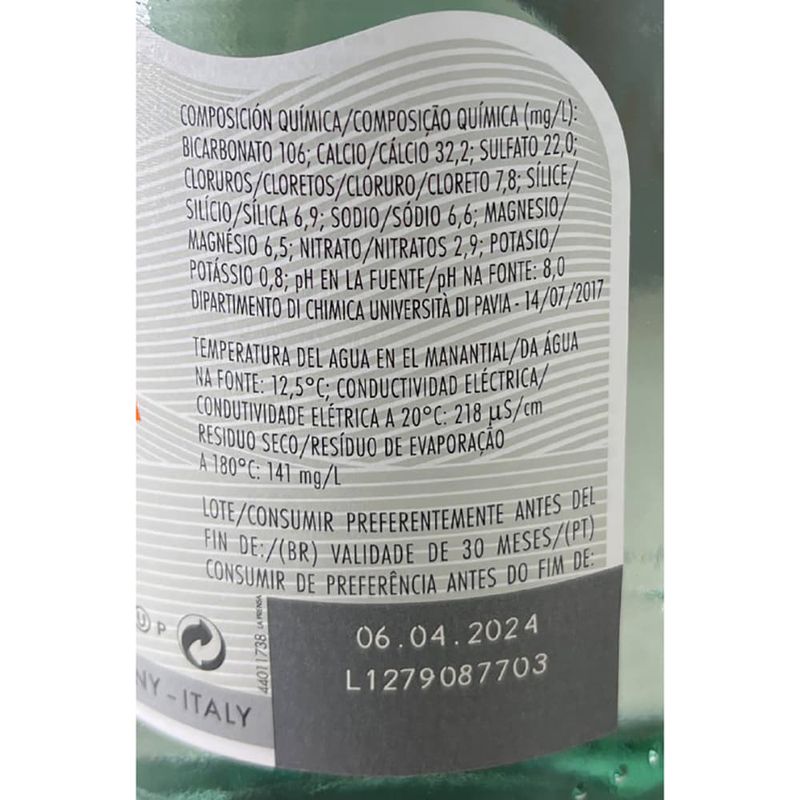 COMPOSICIÓN QUÍMICA/COMPOSIÇÃO QUÍMICA (mg/L):
BICARBONATO 106; CALCIO/CÁLCIO 32,2; SULFATO 22,0;
CLORUROS/CLORETOS/CLORURO/CLORETO 7,8; SÍLICE/
SILÍCIO/SÍLICA 6,9; SODIO/SÓDIO 6,6; MAGNESIO/
MAGNÉSIO 6,5; NITRATO/NITRATOS 2,9; POTASIO/
POTÁSSIO 0,8; pH EN LA FUENTE/pH NA FONTE: 8,0
DIPARTIMENTO DI CHIMICA UNIVERSITÀ DI PAVIA - 14/07/2017
TEMPERATURA DEL AGUA EN EL MANANTIAL/DA ÁGUA
NA FONTE: 12,5°C; CONDUCTIVIDAD ELÉCTRICA/
CONDUTIVIDADE ELÉTRICA A 20°C: 218 µS/cm
RESIDUO SECO/RESÍDUO DE EVAPORAÇÃO
A 180°C: 141 mg/L
LOTE/CONSUMIR PREFERENTEMENTE ANTES DEL
FIN DE:/(BR) VALIDADE DE 30 MESES/(PT)
CONSUMIR DE PREFERÊNCIA ANTES DO FIM DE:
06.04.2024
L1279087703
U P
44011738 LA PRENSA
NY - ITALY